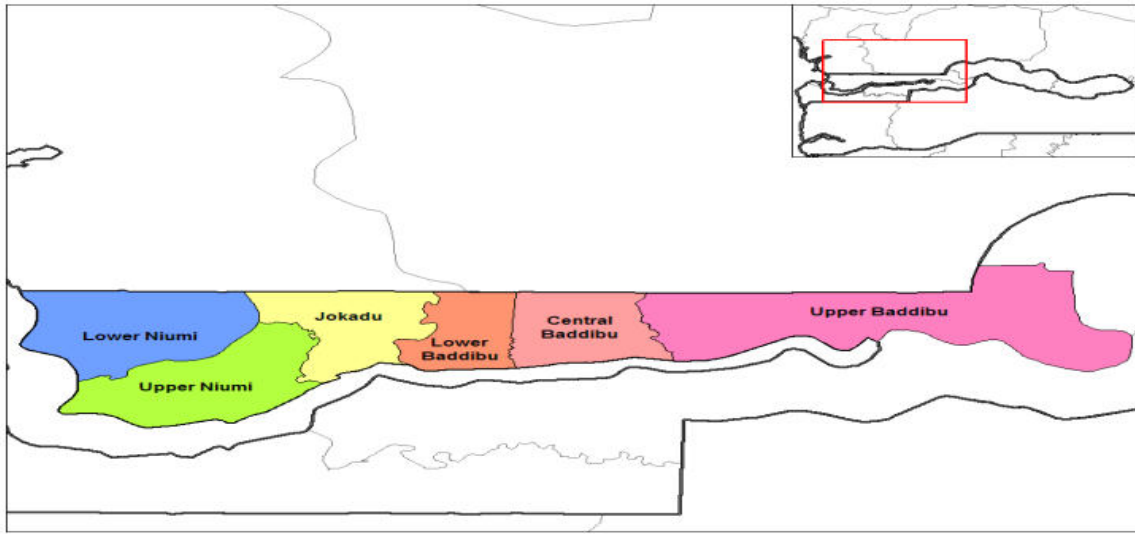 Lower Niumi
Upper Niumi
Jokadu
Lower
Baddibu
Central
Baddibu
Upper Baddibu